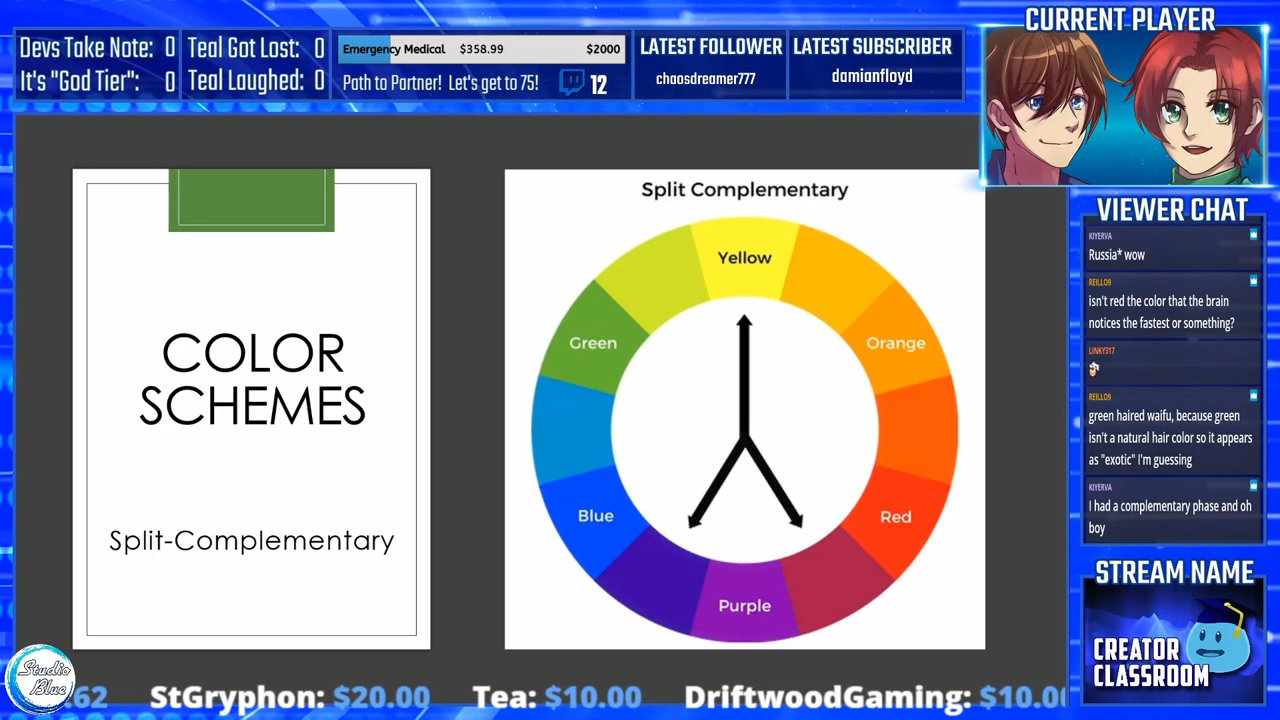 Devs Take Note: 0
It's "God Tier": 0
Teal Got Lost: 0
Teal Laughed: 0
Emergency Medical $358.99 $2000
Path to Partner! Let's get to 75! 12
LATEST FOLLOWER
chaosdreamer777
LATEST SUBSCRIBER
damianfloyd
CURRENT PLAYER
COLOR
SCHEMES
Split-Complementary
Split Complementary
Yellow
Green
Orange
Blue
Red
Purple
VIEWER CHAT
KIYERVA
Russia* wow
REILLO9
isn't red the color that the brain
notices the fastest or something?
LINKY317
REILLO9
green haired waifu, because green
isn't a natural hair color so it appears
as "exotic" I'm guessing
KIYERVA
I had a complementary phase and oh
boy
STREAM NAME
CREATOR
CLASSROOM
Studio
Blue
62 StGryphon: $20.00 Tea: $10.00 DriftwoodGaming: $10.0